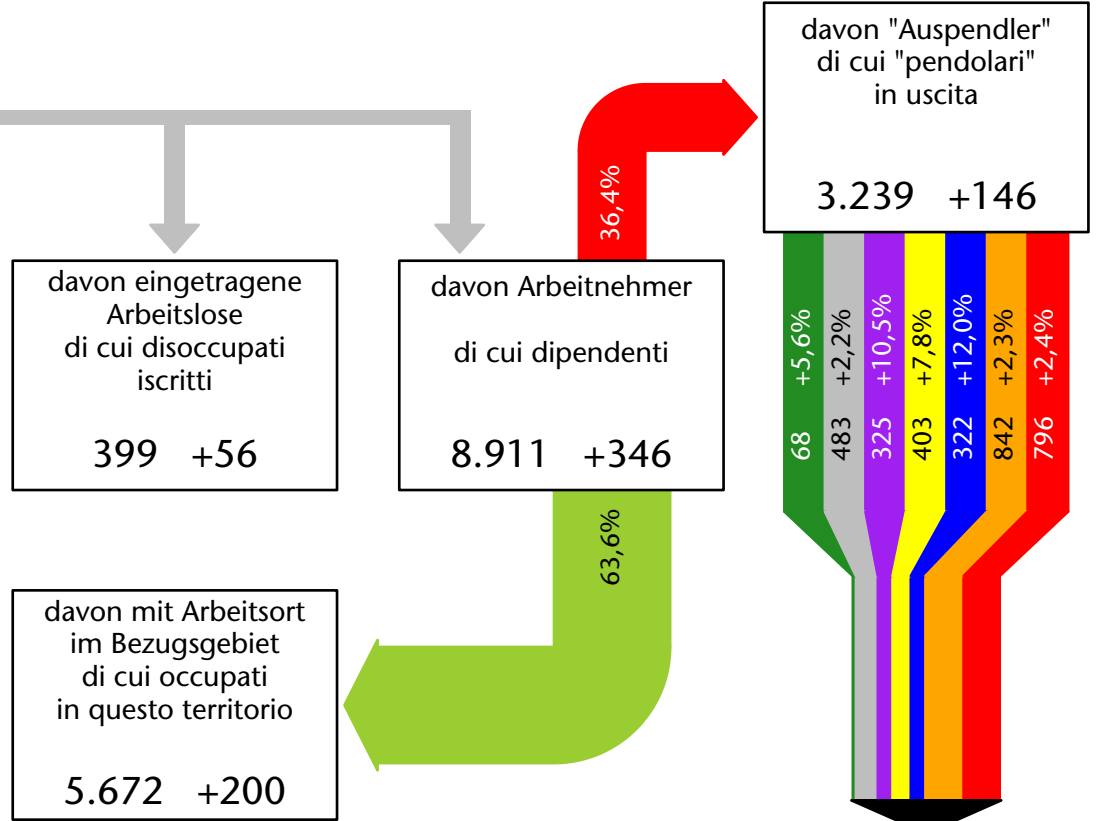 davon "Auspendler"
di cui "pendolari"
in uscita
3.239 +146
36,4%
davon eingetragene
Arbeitslose
di cui disoccupati
iscritti
399 +56
davon Arbeitnehmer
di cui dipendenti
8.911 +346
68 +5,6%
483 +2,2%
325 +10,5%
403 +7,8%
322 +12,0%
842 +2,3%
796 +2,4%
63,6%
davon mit Arbeitsort
im Bezugsgebiet
di cui occupati
in questo territorio
5.672 +200